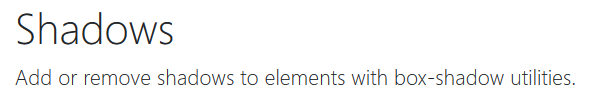 Shadows
Add or remove shadows to elements with box-shadow utilities.